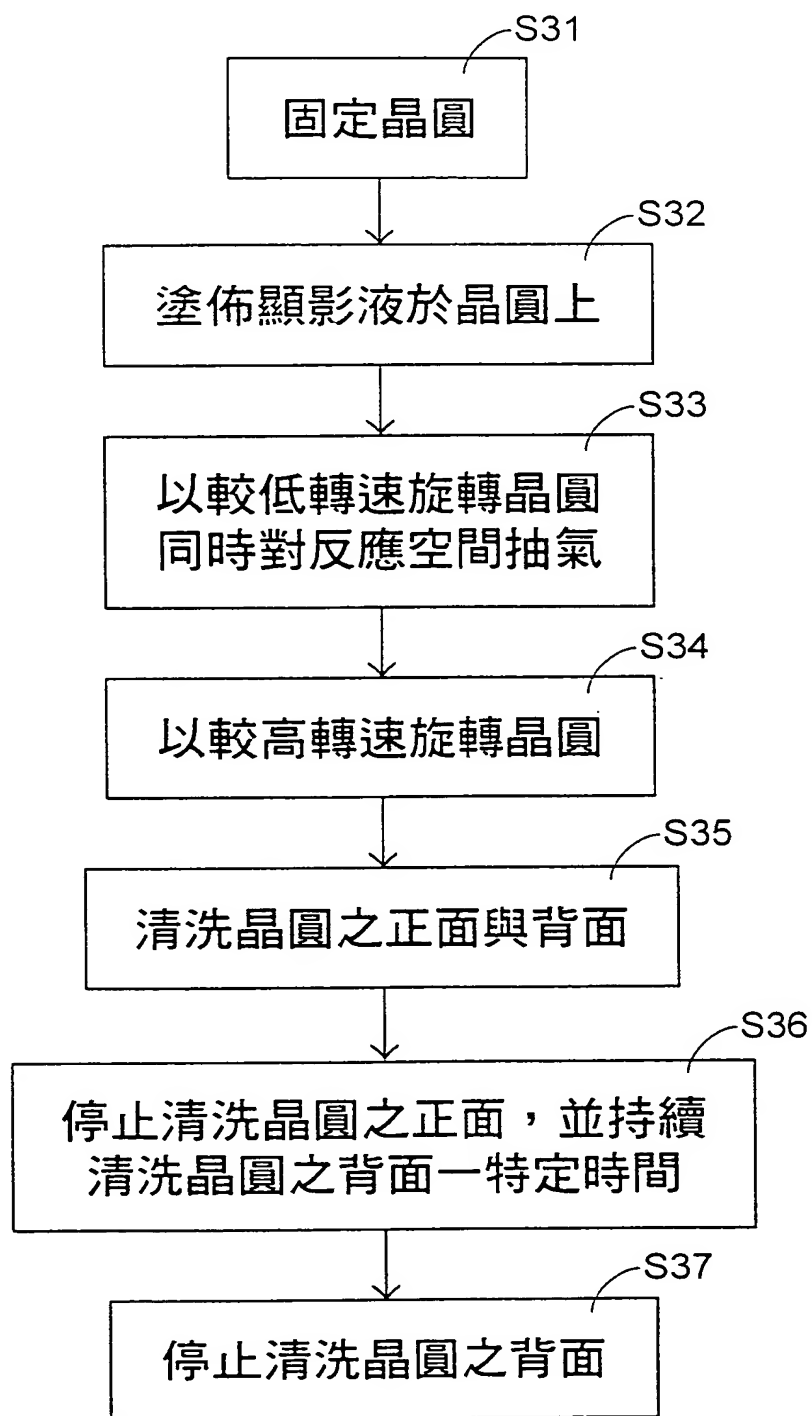 S31
固定晶圓
S32
塗佈顯影液於晶圓上
S33
以較低轉速旋轉晶圓
同時對反應空間抽氣
S34
以較高轉速旋轉晶圓
S35
清洗晶圓之正面與背面
S36
停止清洗晶圓之正面，並持續
清洗晶圓之背面一特定時間
S37
停止清洗晶圓之背面